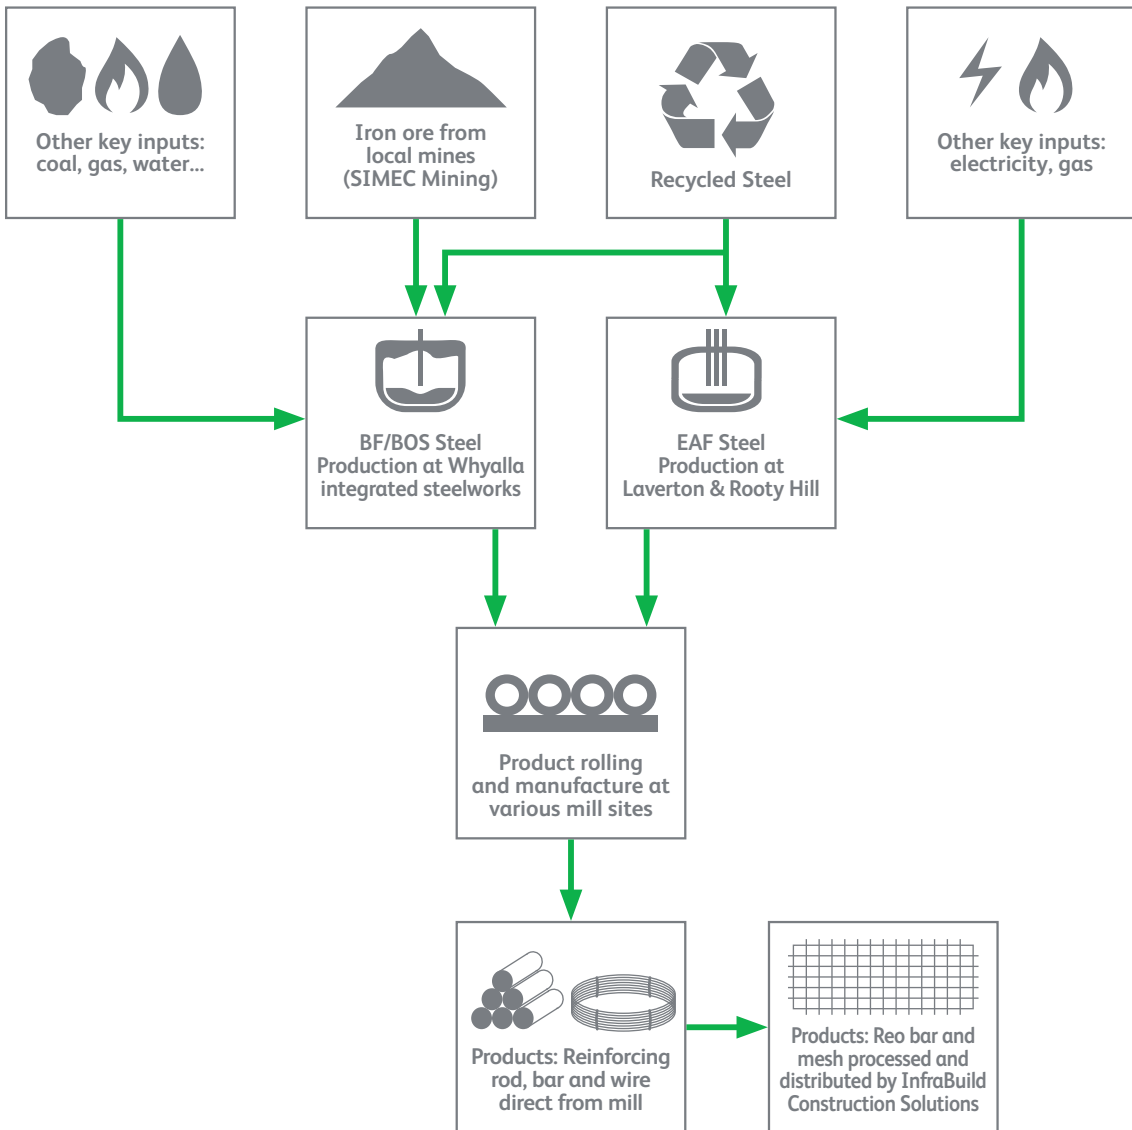 Other key inputs:
coal, gas, water...
Iron ore from
local mines
(SIMEC Mining)
Recycled Steel
Other key inputs:
electricity, gas
BF/BOS Steel
Production at Whyalla
integrated steelworks
EAF Steel
Production at
Laverton & Rooty Hill
Product rolling
and manufacture at
various mill sites
Products: Reinforcing
rod, bar and wire
direct from mill
Products: Reo bar and
mesh processed and
distributed by InfraBuild
Construction Solutions